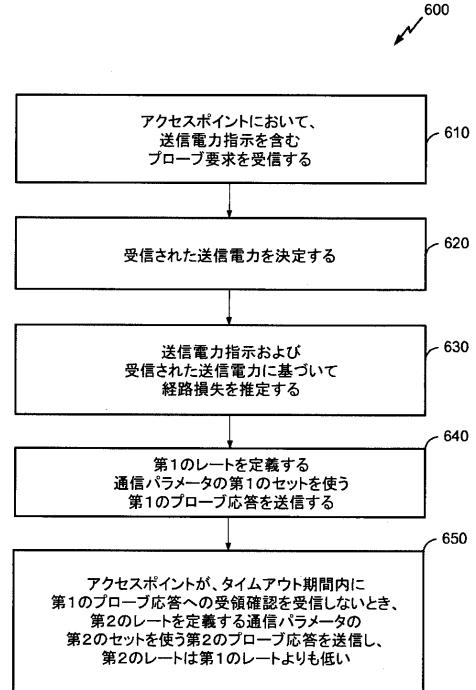 600
アクセスポイントにおいて、
送信電力指示を含む
プローブ要求を受信する
610
受信された送信電力を決定する
620
送信電力指示および
受信された送信電力に基づいて
経路損失を推定する
630
第1のレートを定義する
通信パラメータの第1のセットを使う
第1のプローブ応答を送信する
640
アクセスポイントが、タイムアウト期間内に
第1のプローブ応答への受領確認を受信しないとき、
第2のレートを定義する通信パラメータの
第2のセットを使う第2のプローブ応答を送信し、
第2のレートは第1のレートよりも低い
650